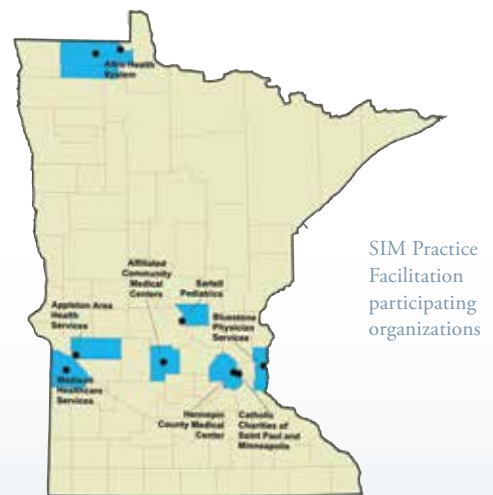 Altru Health
System
Affiliated
Community
Medical
Centers
Sartell
Pediatrics
Appleton Area
Health
Services
Bluestone
Physician
Services
Madison
Healthcare
Services
Hennepin
County Medical
Center
Catholic
Charities of
Saint Paul and
Minneapolis
SIM Practice
Facilitation
participating
organizations